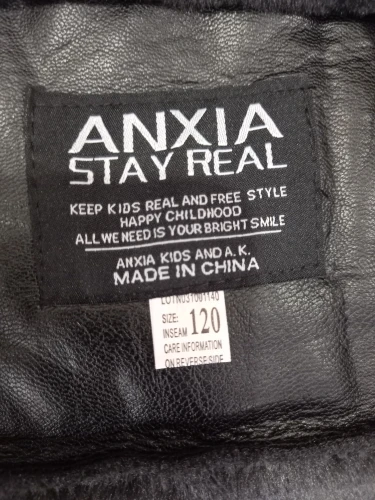 ANXIA
STAY REAL
KEEP KIDS REAL AND FREE STYLE
HAPPY CHILDHOOD
ALL WE NEED IS YOUR BRIGHT SMILE
ANXIA KIDS AND A.K.
MADE IN CHINA
LOTN031001140
SIZE:
INSEAM 120
CARE INFORMATION
ON REVERSE SIDE